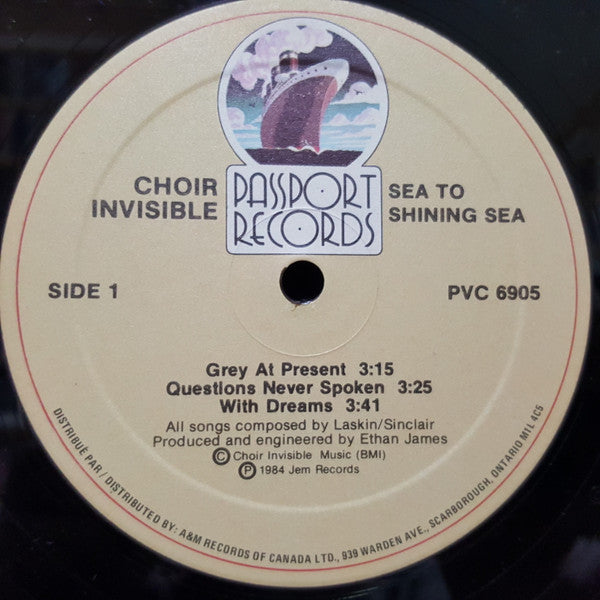 CHOIR
INVISIBLE
PASSPORT
RECORDS
SEA TO
SHINING SEA
SIDE 1
PVC 6905
Grey At Present 3:15
Questions Never Spoken 3:25
With Dreams 3:41
All songs composed by Laskin/Sinclair
Produced and engineered by Ethan James
Ⓒ Choir Invisible Music (BMI)
Ⓟ 1984 Jem Records
DISTRIBUÉ PAR / DISTRIBUTED BY: A&M RECORDS OF CANADA LTD., 939 WARDEN AVE., SCARBOROUGH, ONTARIO M1L 4C5